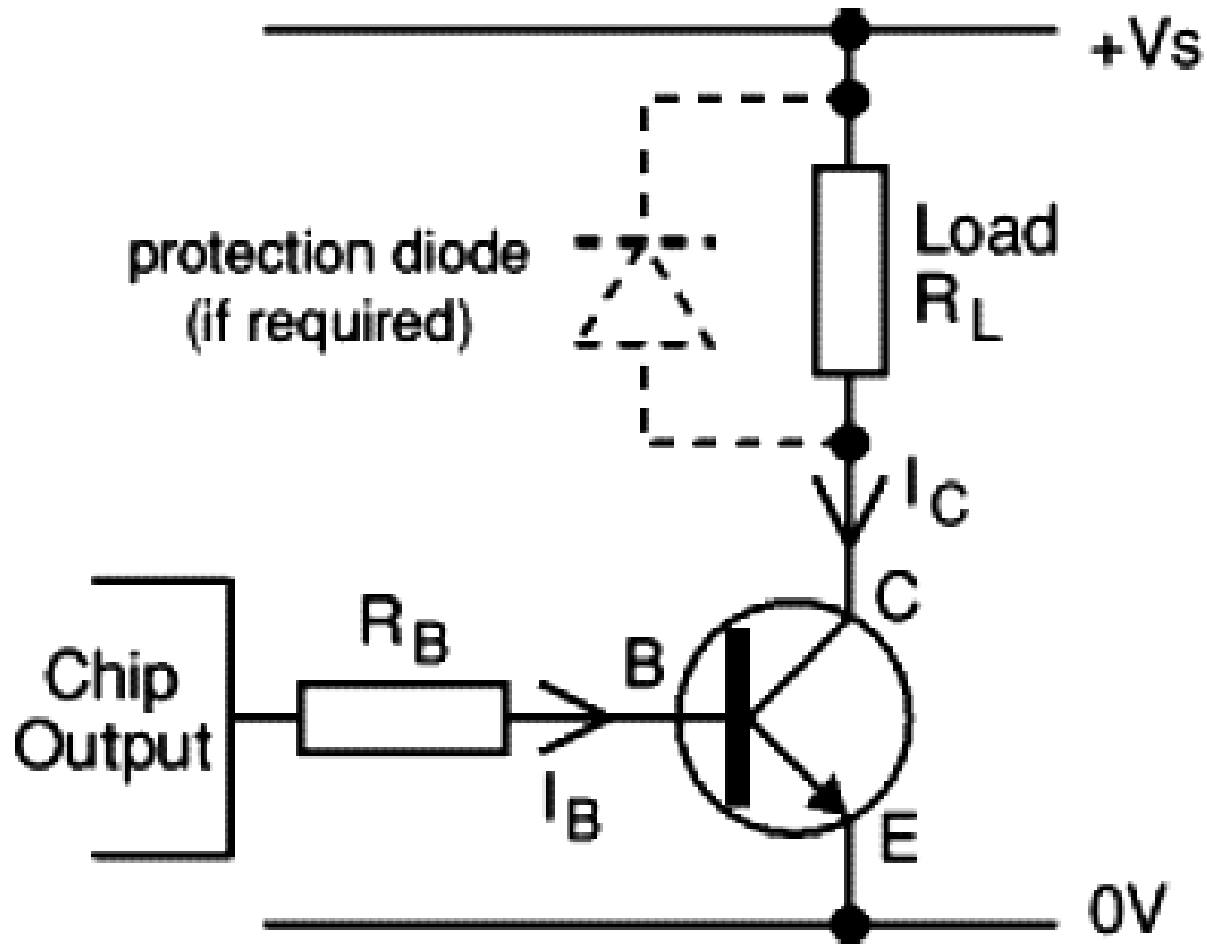 +Vs
protection diode
(if required)
Load
RL
IC
C
RB
B
Chip
Output
IB
E
0V